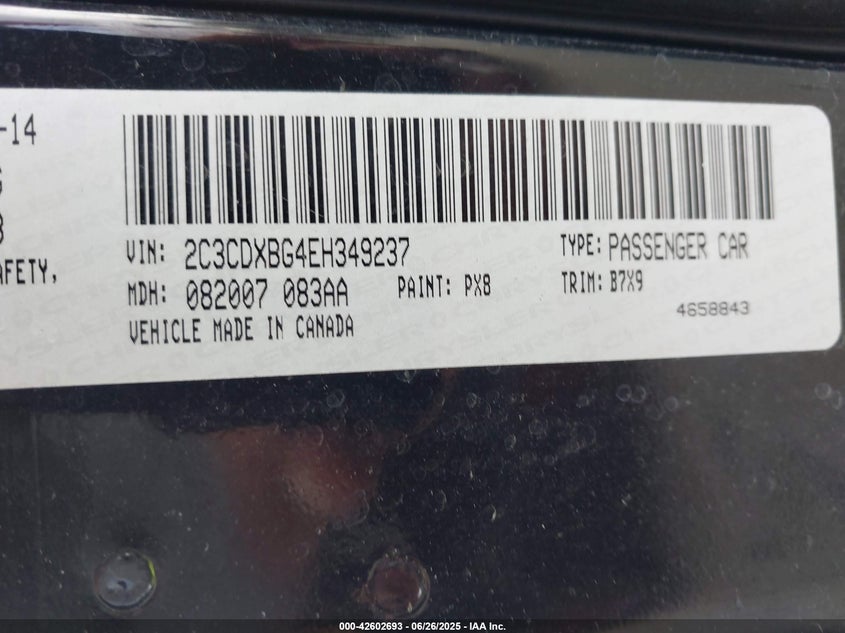 -14
VIN: 2C3CDXBG4EH349237
TYPE: PASSENGER CAR
AFETY,
MDH: 082007 083AA
PAINT: PX8
TRIM: B7X9
VEHICLE MADE IN CANADA
4658843
000-42602693 - 06/26/2025 - IAA Inc.